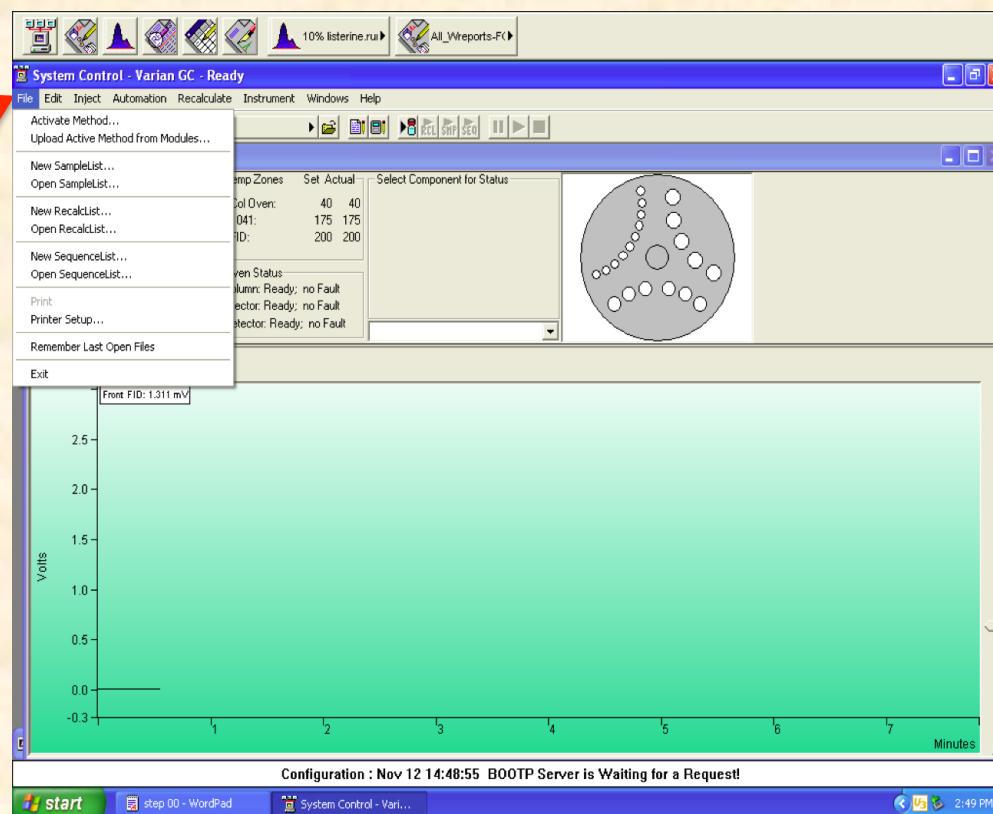 10% listerine.rui
All_Wreports-F(
System Control - Varian GC - Ready
File Edit Inject Automation Recalculate Instrument Windows Help
Activate Method...
Upload Active Method from Modules...
New SampleList...
Open SampleList...
New RecalcList...
Open RecalcList...
New SequenceList...
Open SequenceList...
Print
Printer Setup...
Remember Last Open Files
Exit
RCL SMP SEQ
emp Zones Set Actual
Col Oven: 40 40
041: 175 175
FID: 200 200
ven Status
olumn: Ready; no Fault
ector: Ready; no Fault
etector: Ready; no Fault
Select Component for Status
Front FID: 1.311 mV
Volts
2.5
2.0
1.5
1.0
0.5
0.0
-0.3
1 2 3 4 5 6 7
Minutes
Configuration : Nov 12 14:48:55 BOOTP Server is Waiting for a Request!
start step 00 - WordPad System Control - Vari... 2:49 PM